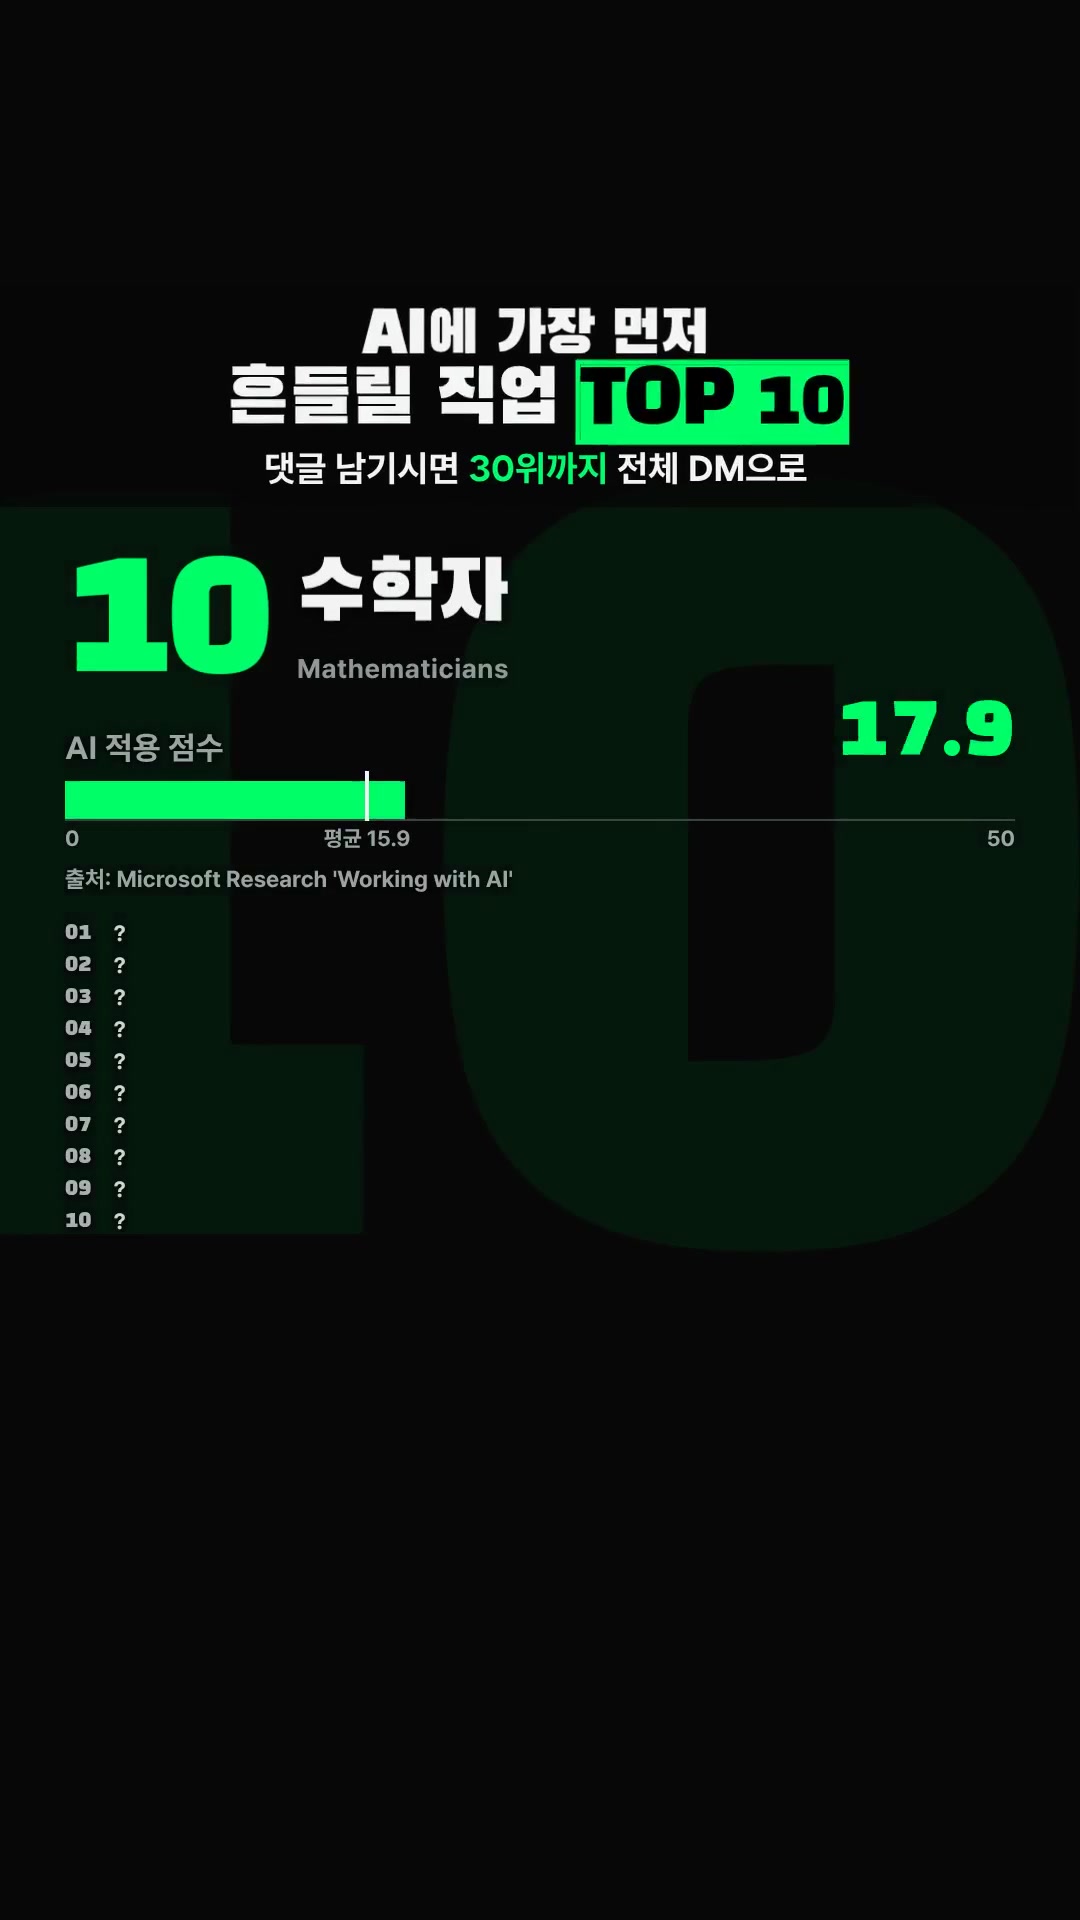 AI에 가장 먼저
흔들릴 직업 TOP 10
댓글 남기시면 30위까지 전체 DM으로
10 수학자
Mathematicians
17.9
AI 적용 점수
0 평균 15.9 50
출처: Microsoft Research 'Working with AI'
01 ?
02 ?
03 ?
04 ?
05 ?
06 ?
07 ?
08 ?
09 ?
10 ?
10